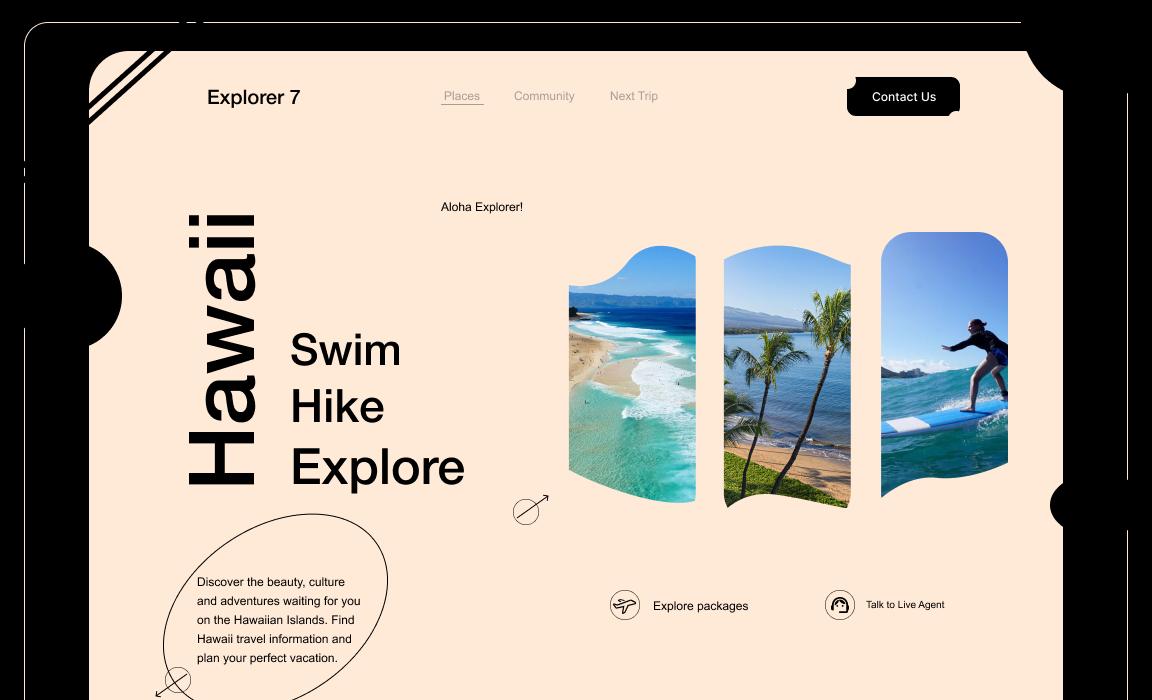 Explorer 7
Places
Community
Next Trip
Contact Us
Aloha Explorer!
Hawaii
Swim
Hike
Explore
Discover the beauty, culture
and adventures waiting for you
on the Hawaiian Islands. Find
Hawaii travel information and
plan your perfect vacation.
Explore packages
Talk to Live Agent